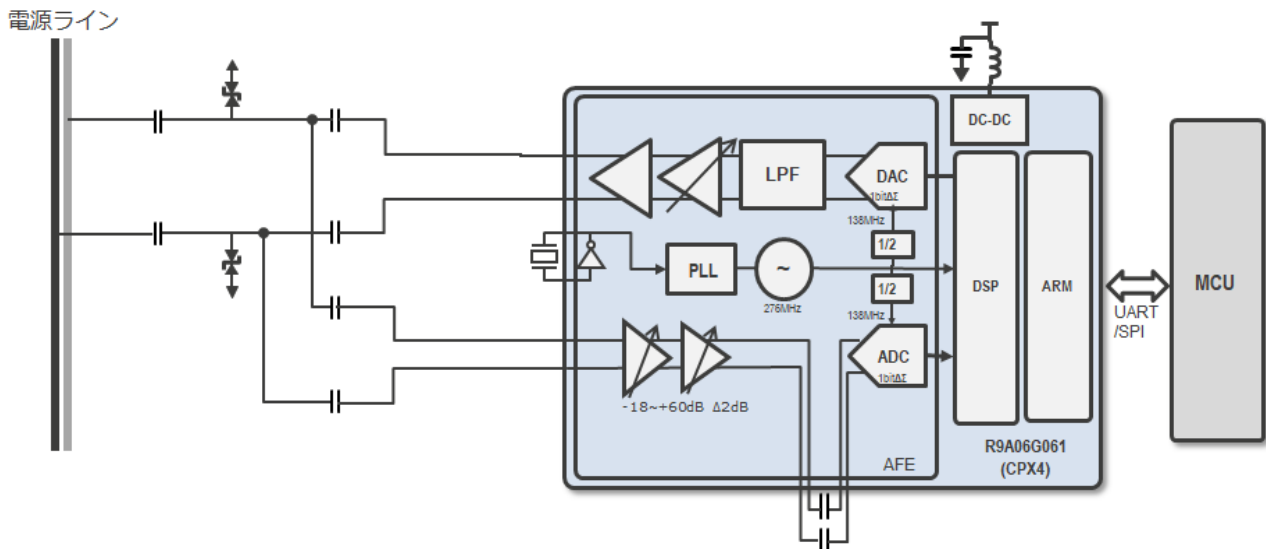 電源ライン
DC-DC
LPF
DAC
1bitΔΣ
138MHz
1/2
PLL
~
276MHz
1/2
138MHz
DSP
ARM
UART
/SPI
MCU
ADC
1bitΔΣ
-18~+60dB Δ2dB
AFE
R9A06G061
(CPX4)